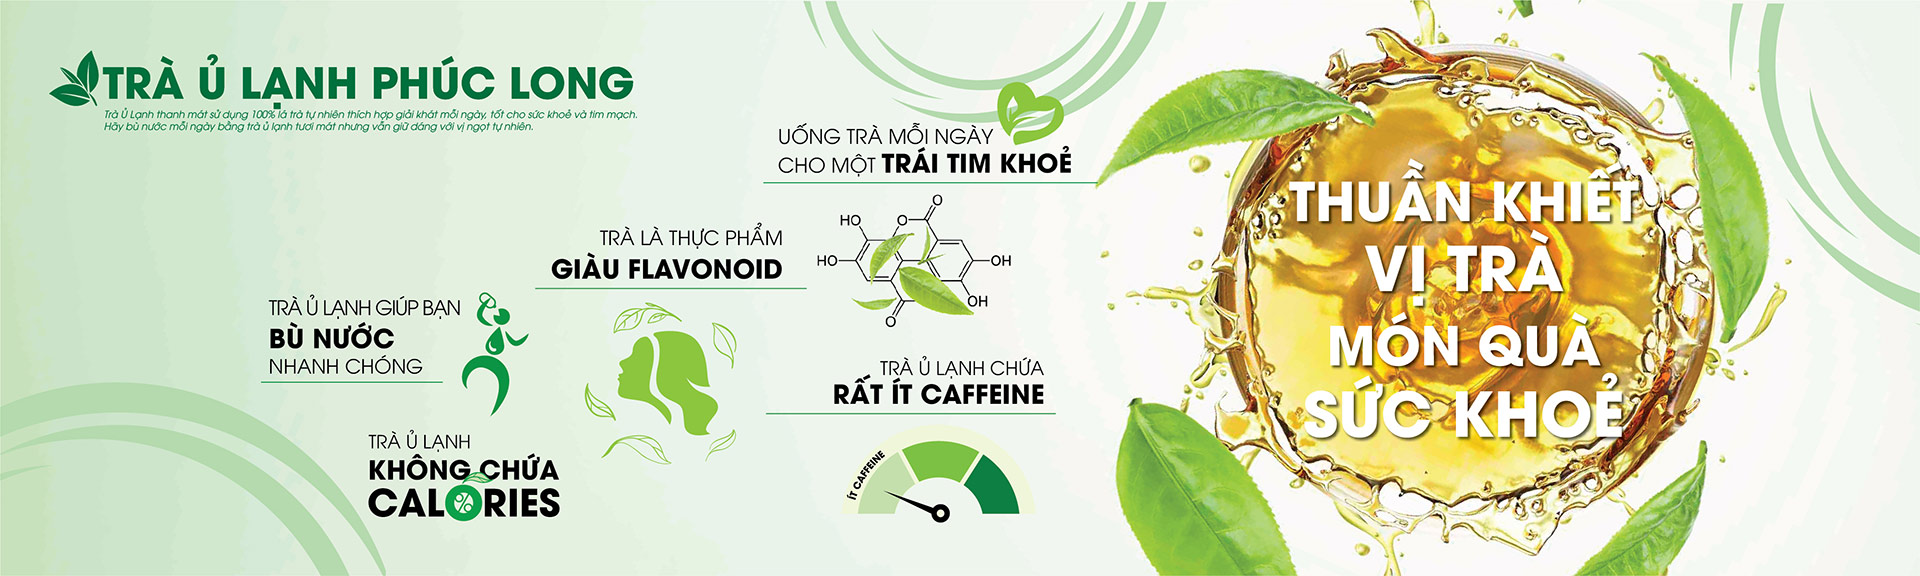 TRÀ Ủ LẠNH PHÚC LONG
Trà Ủ Lạnh thanh mát sử dụng 100% lá trà tự nhiên thích hợp giải khát mỗi ngày, tốt cho sức khoẻ và tim mạch.
Hãy bù nước mỗi ngày bằng trà ủ lạnh tươi mát nhưng vẫn giữ dáng với vị ngọt tự nhiên.
UỐNG TRÀ MỖI NGÀY
CHO MỘT TRÁI TIM KHOẺ
TRÀ LÀ THỰC PHẨM
GIÀU FLAVONOID
HO
HO
O
O
OH
OH
O
TRÀ Ủ LẠNH GIÚP BẠN
BÙ NƯỚC
NHANH CHÓNG
TRÀ Ủ LẠNH CHỨA
RẤT ÍT CAFFEINE
ÍT CAFFEINE
TRÀ Ủ LẠNH
KHÔNG CHỨA
CALORIES
%
THUẦN KHIẾT
VỊ TRÀ
MÓN QUÀ
SỨC KHOẺ